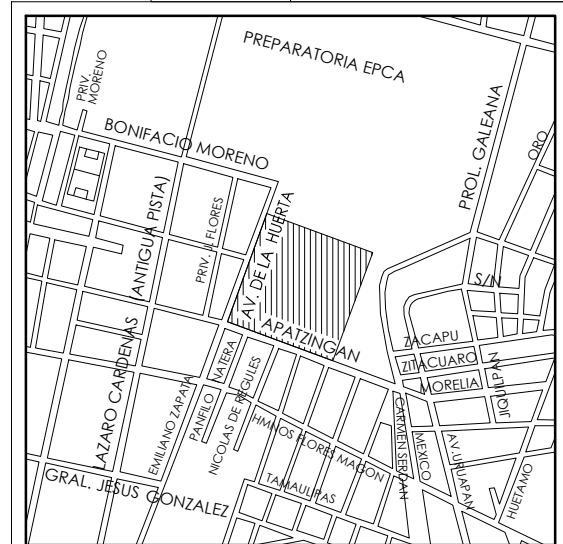 PREPARATORIA EPCA
PRIV.
MORENO
BONIFACIO MORENO
PROL. GALEANA
ORO
LAZARO CARDENAS (ANTIGUA PISTA)
PRIV. J. FLORES
AV. DE LA HUERTA
S/N
APATZINGAN
ZACAPU
ZITACUARO
MORELIA
JIQUILPAN
EMILIANO ZAPATA
PANFILO NATERA
NICOLAS DE REGULES
HMNOS FLORES MAGON
CARMEN SERDAN
MEXICO
AV. URUAPAN
HUETAMO
TAMAULIPAS
GRAL. JESUS GONZALEZ